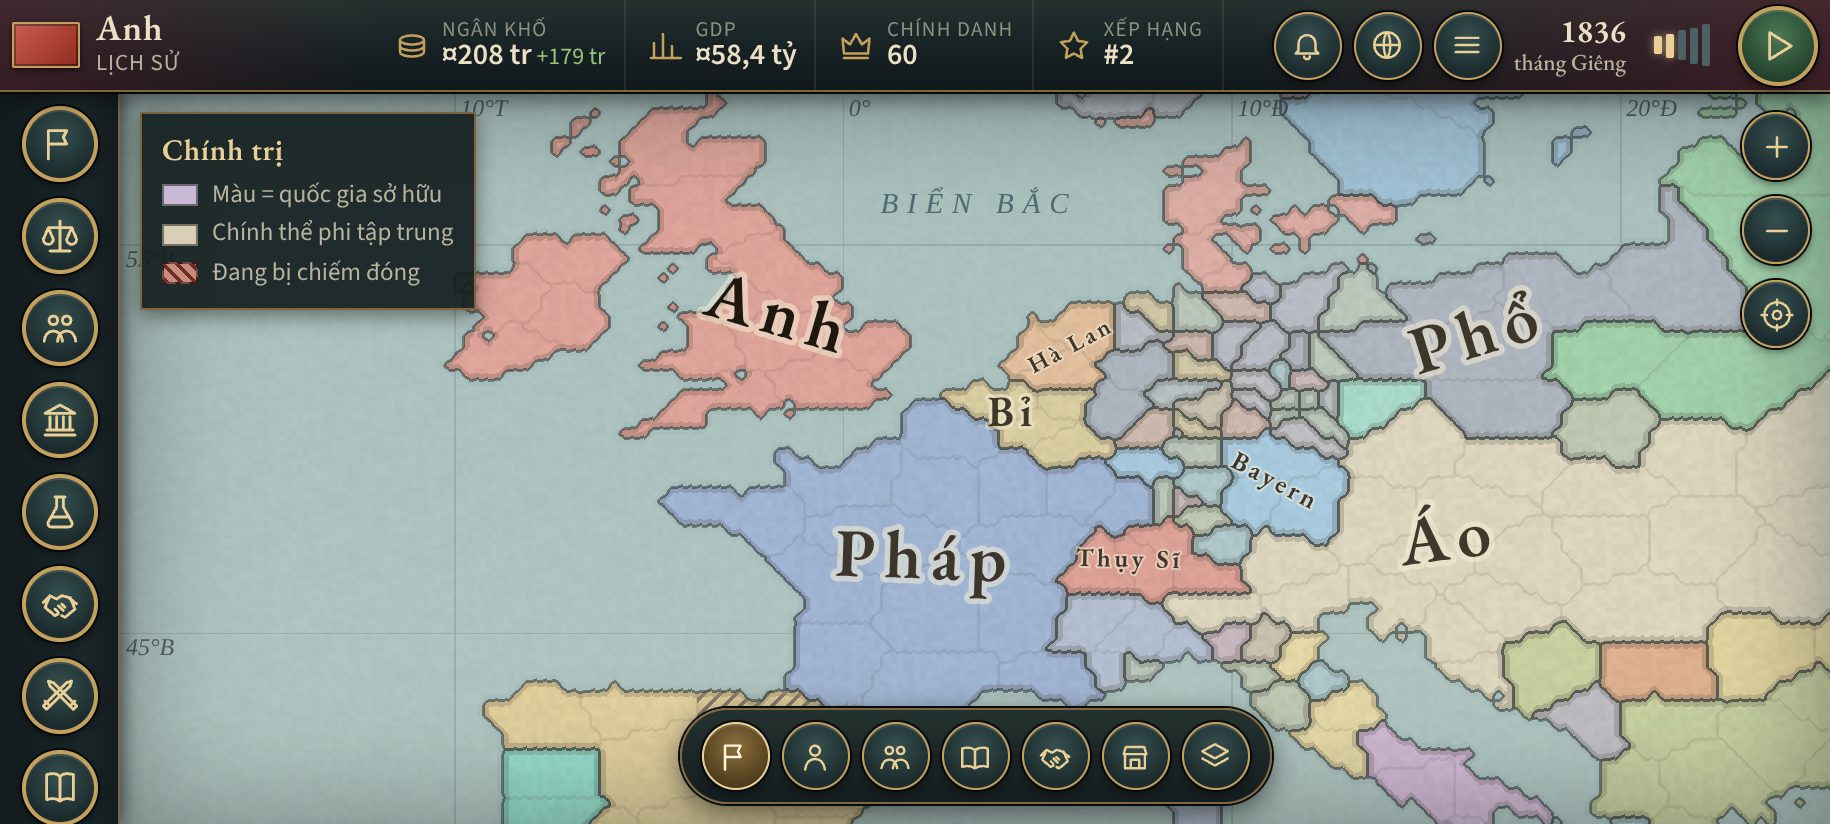 Anh
LỊCH SỬ
NGÂN KHỐ
¤208 tr +179 tr
GDP
¤58,4 tỷ
CHÍNH DANH
60
XẾP HẠNG
#2
1836
tháng Giêng
10°T
0°
10°Đ
20°Đ
Chính trị
Màu = quốc gia sở hữu
Chính thể phi tập trung
Đang bị chiếm đóng
BIỂN BẮC
55°B
Anh
Hà Lan
Phổ
Bỉ
Bayern
Áo
Pháp
Thụy Sĩ
45°B